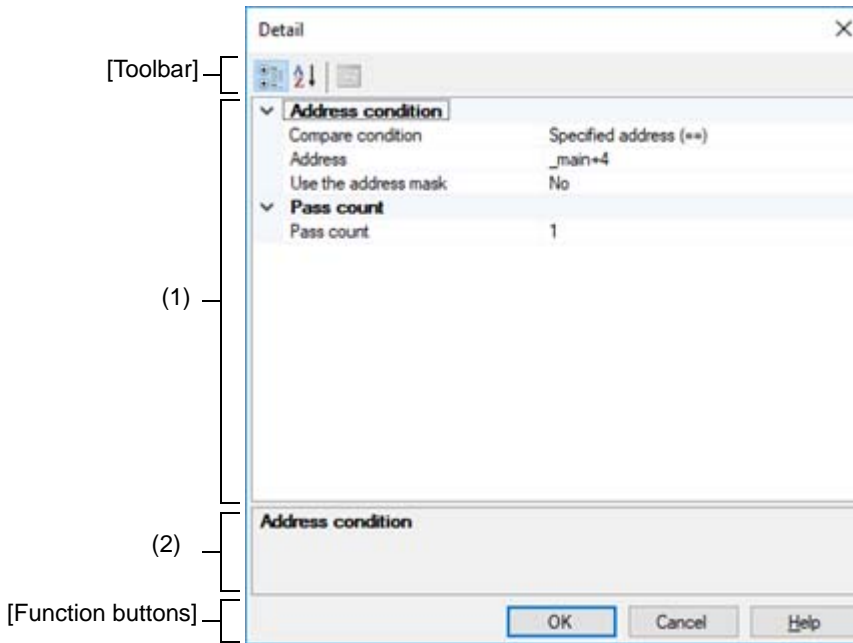 Detail
[Toolbar]
Address condition
Compare condition Specified address (==)
Address _main+4
Use the address mask No
Pass count
Pass count 1
(1)
Address condition
(2)
[Function buttons]
OK Cancel Help